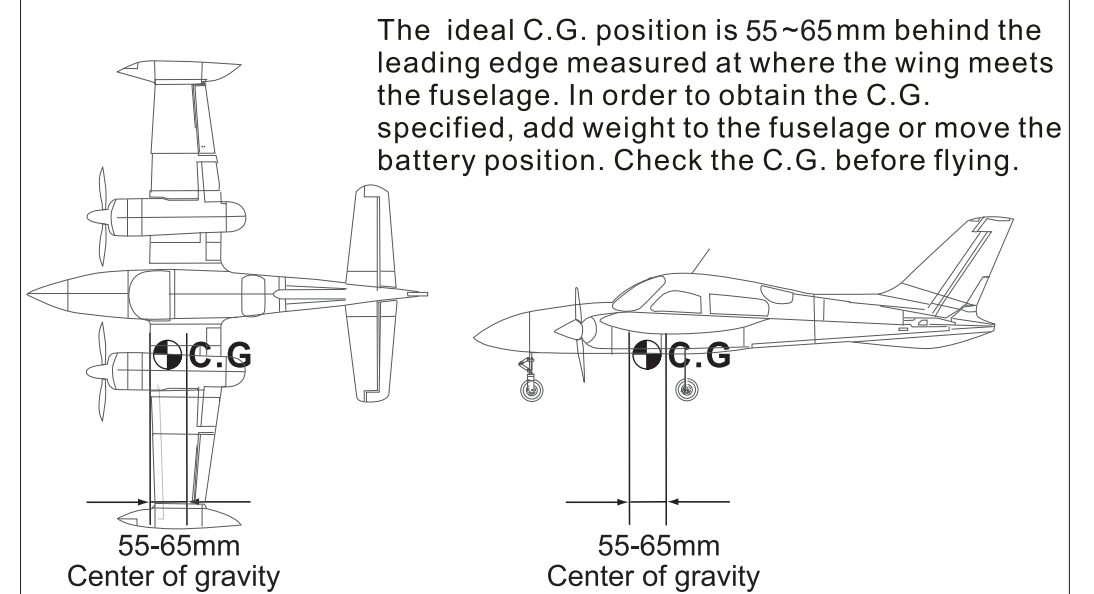 The ideal C.G. position is 55~65mm behind the
leading edge measured at where the wing meets
the fuselage. In order to obtain the C.G.
specified, add weight to the fuselage or move the
battery position. Check the C.G. before flying.
C.G
C.G
55-65mm
Center of gravity
55-65mm
Center of gravity